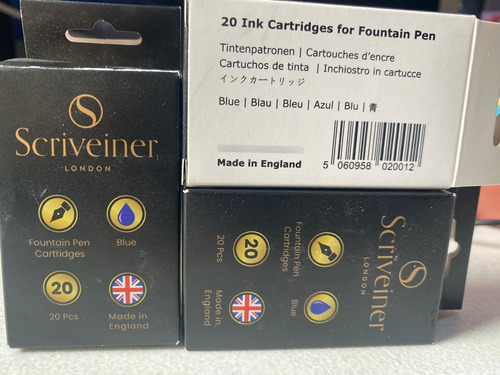 S
Scriveiner
LONDON
Fountain Pen
Cartridges
Blue
20
20 Pcs
Made in
England
20 Ink Cartridges for Fountain Pen
Tintenpatronen | Cartouches d'encre
Cartuchos de tinta | Inchiostro in cartucce
インクカートリッジ
Blue | Blau | Bleu | Azul | Blu | 青
Made in England
5 060958 020012
S
Scriveiner
LONDON
Fountain Pen
Cartridges
Blue
20
20 Pcs
Made in
England